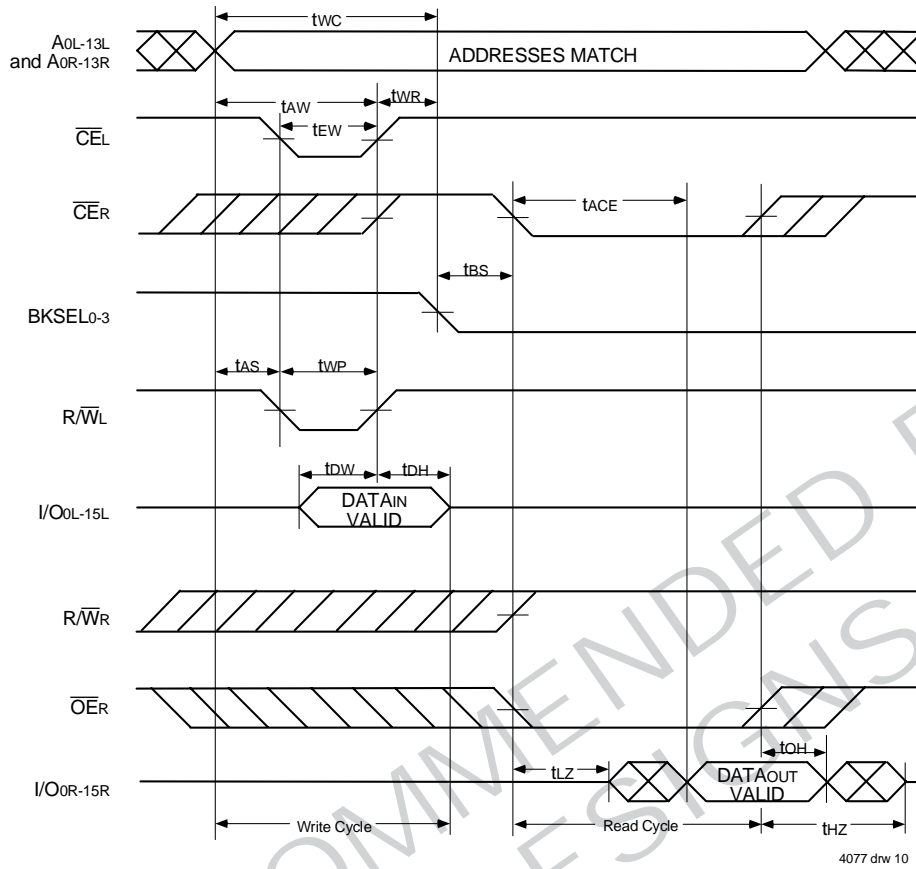 tWC
A0L-13L
and A0R-13R
ADDRESSES MATCH
tAW
tWR
CEL
tEW
CER
tACE
tBS
BKSEL0-3
tAS
tWP
R/WL
tDW
tDH
I/O0L-15L
DATAIN
VALID
R/WR
OER
tOH
tLZ
I/O0R-15R
DATAOUT
VALID
Write Cycle
Read Cycle
tHZ
4077 drw 10
OMMENDED
DESIGNS